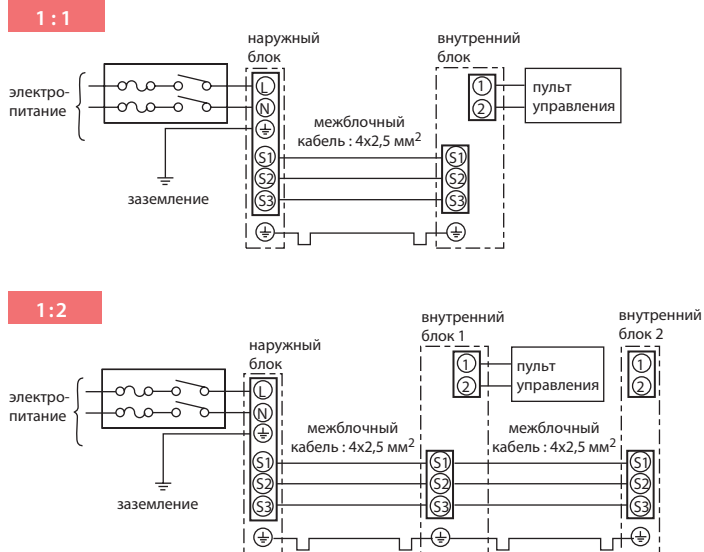 1 : 1
наружный
блок
внутренний
блок
электро-
питание
L
N
межблочный
кабель : 4x2,5 мм²
S1
S2
S3
заземление
1
2
пульт
управления
S1
S2
S3
1:2
наружный
блок
внутренний
блок 1
внутренний
блок 2
электро-
питание
L
N
межблочный
кабель : 4x2,5 мм²
S1
S2
S3
заземление
1
2
пульт
управления
S1
S2
S3
межблочный
кабель : 4x2,5 мм²
1
2
S1
S2
S3